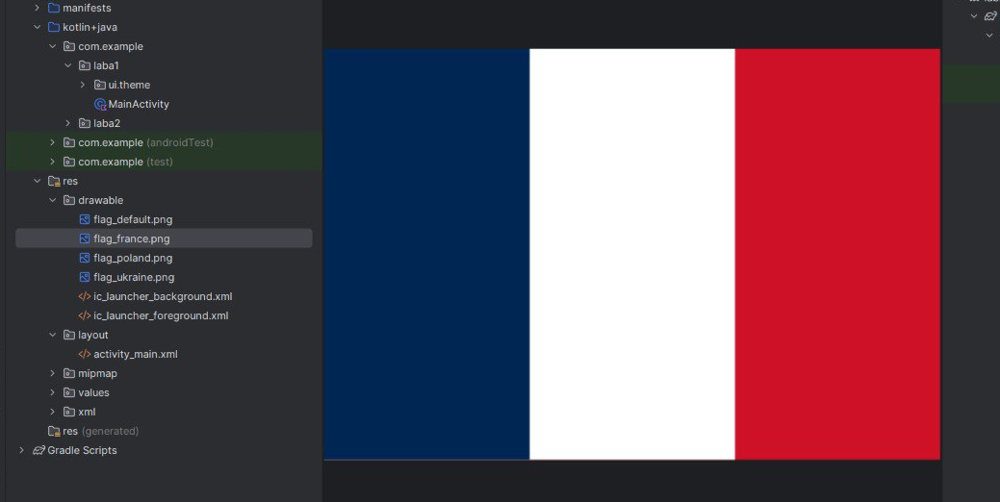 manifests
kotlin+java
com.example
laba1
ui.theme
MainActivity
laba2
com.example (androidTest)
com.example (test)
res
drawable
flag_default.png
flag_france.png
flag_poland.png
flag_ukraine.png
ic_launcher_background.xml
ic_launcher_foreground.xml
layout
activity_main.xml
mipmap
values
xml
res (generated)
Gradle Scripts